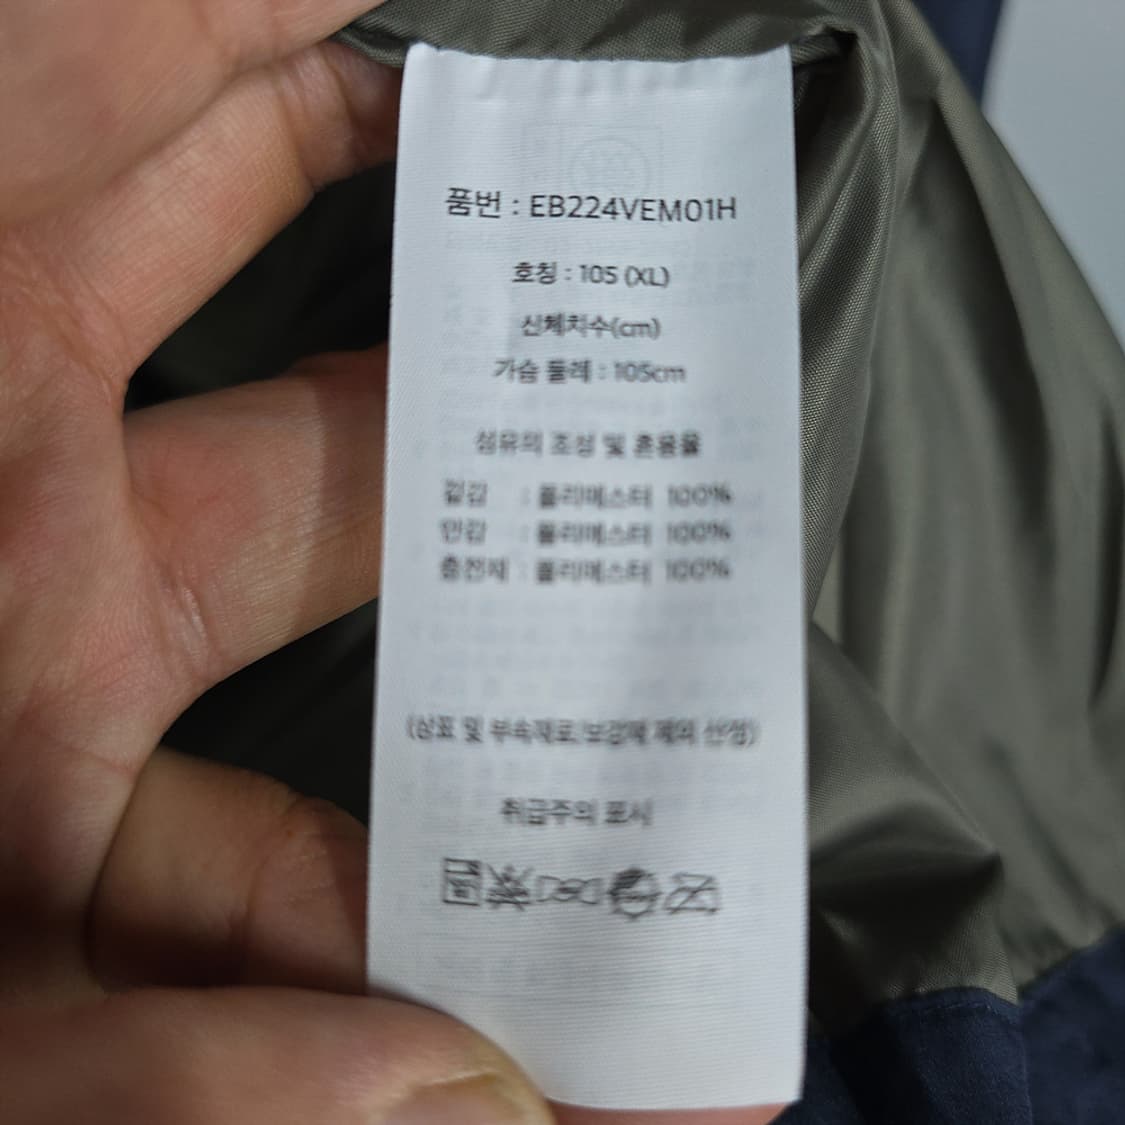 품번 : EB224VEM01H
호칭 : 105 (XL)
신체치수(cm)
가슴 둘레 : 105cm
섬유의 조성 및 혼용율
겉감 : 폴리에스터 100%
안감 : 폴리에스터 100%
충전재 : 폴리에스터 100%
(상표 및 부속재료,보강재 제외 산정)
취급주의 표시